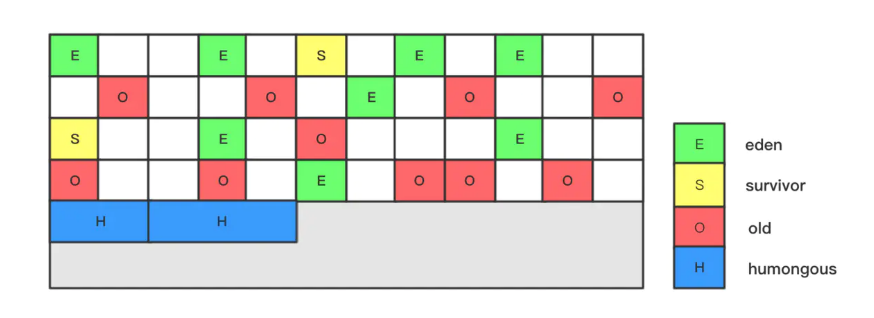 E E S E E
O O E O O
S E O E
O O E O O O
H H
E eden
S survivor
O old
H humongous